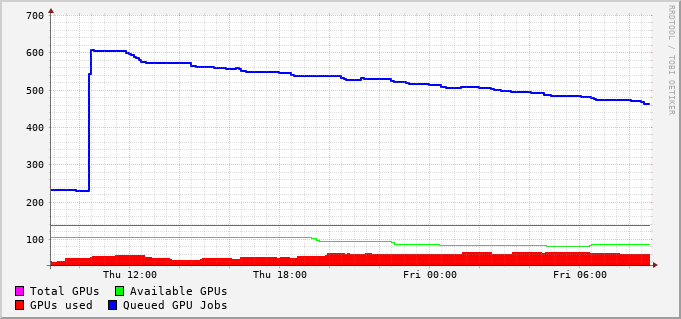 700
600
500
400
300
200
100
Thu 12:00 Thu 18:00 Fri 00:00 Fri 06:00
Total GPUs Available GPUs
GPUs used Queued GPU Jobs
RRDTOOL / TOBI OETIKER